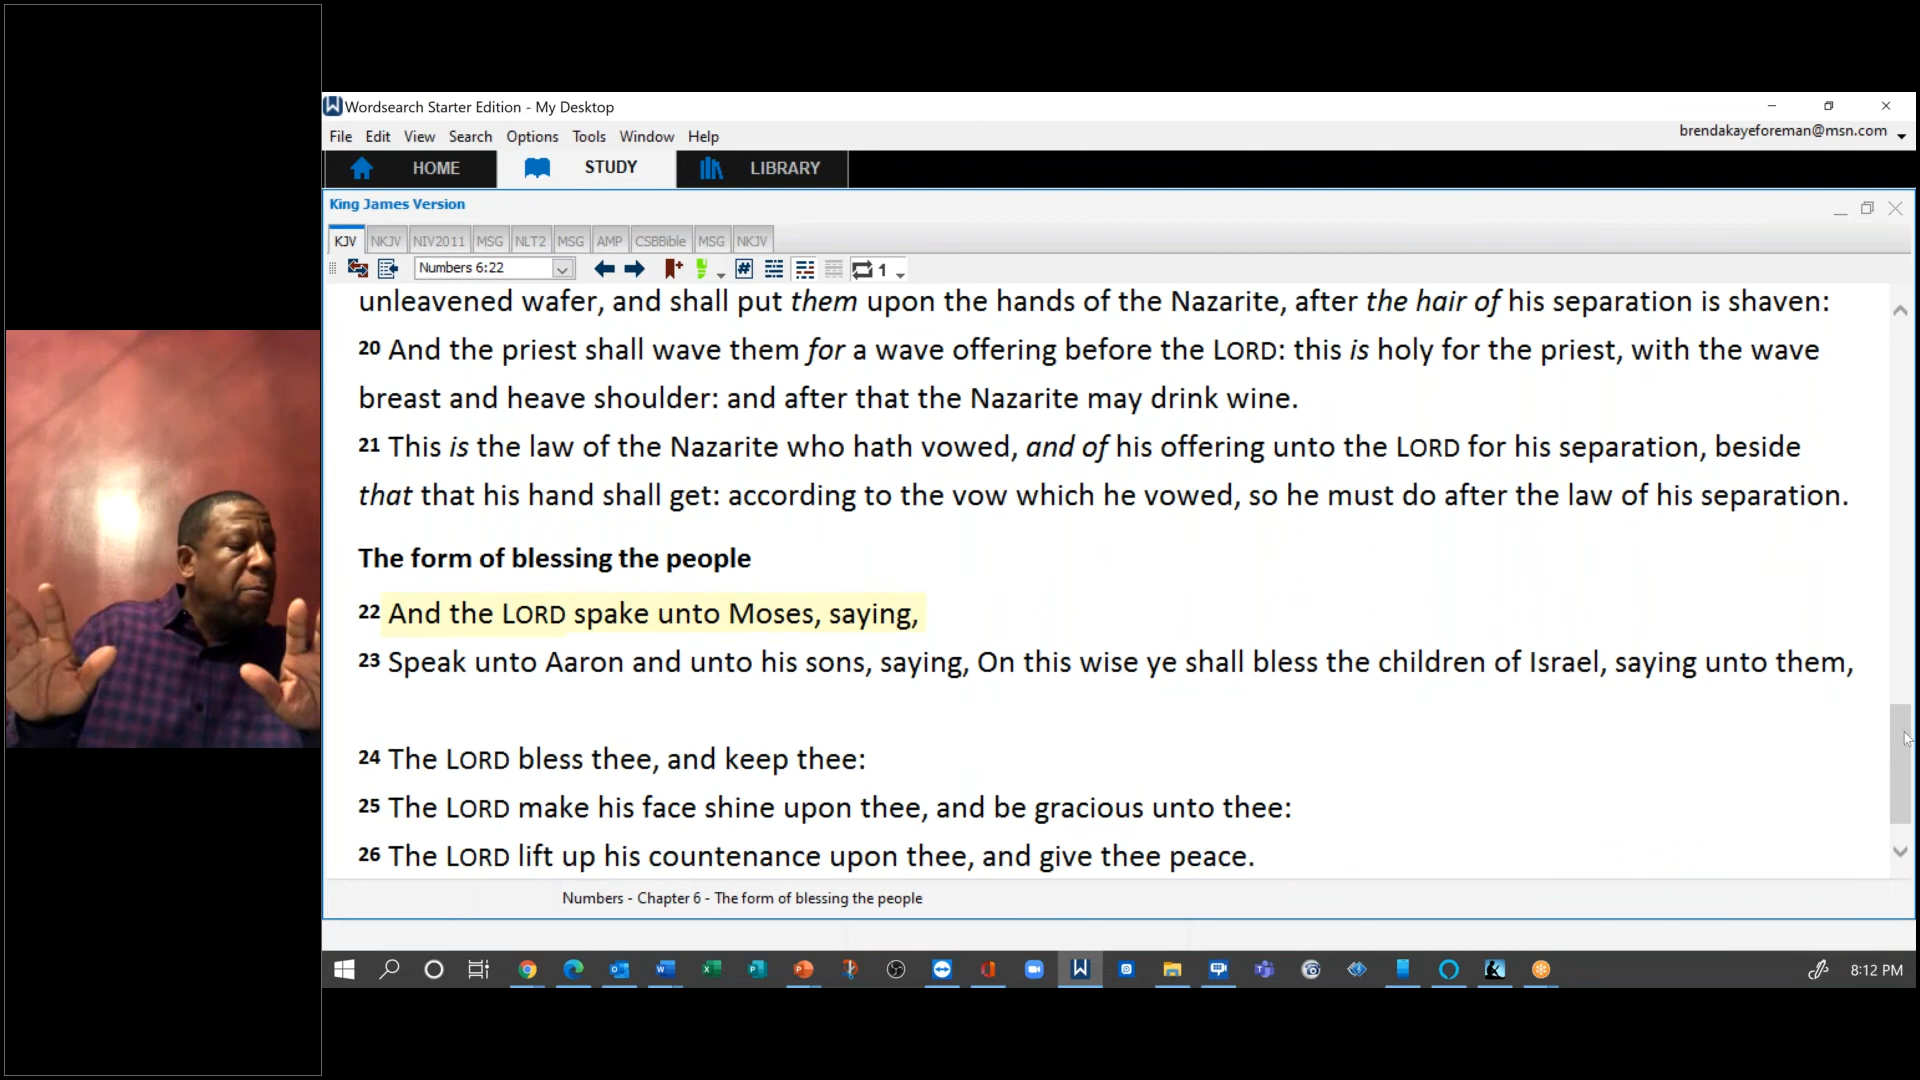 Wordsearch Starter Edition - My Desktop
File Edit View Search Options Tools Window Help
brendakayeforeman@msn.com
HOME STUDY LIBRARY
King James Version
KJV NKJV NIV2011 MSG NLT2 MSG AMP CSBBible MSG NKJV
Numbers 6:22
# 1
unleavened wafer, and shall put them upon the hands of the Nazarite, after the hair of his separation is shaven:
20 And the priest shall wave them for a wave offering before the LORD: this is holy for the priest, with the wave
breast and heave shoulder: and after that the Nazarite may drink wine.
21 This is the law of the Nazarite who hath vowed, and of his offering unto the LORD for his separation, beside
that that his hand shall get: according to the vow which he vowed, so he must do after the law of his separation.
The form of blessing the people
22 And the LORD spake unto Moses, saying,
23 Speak unto Aaron and unto his sons, saying, On this wise ye shall bless the children of Israel, saying unto them,
24 The LORD bless thee, and keep thee:
25 The LORD make his face shine upon thee, and be gracious unto thee:
26 The LORD lift up his countenance upon thee, and give thee peace.
Numbers - Chapter 6 - The form of blessing the people
8:12 PM